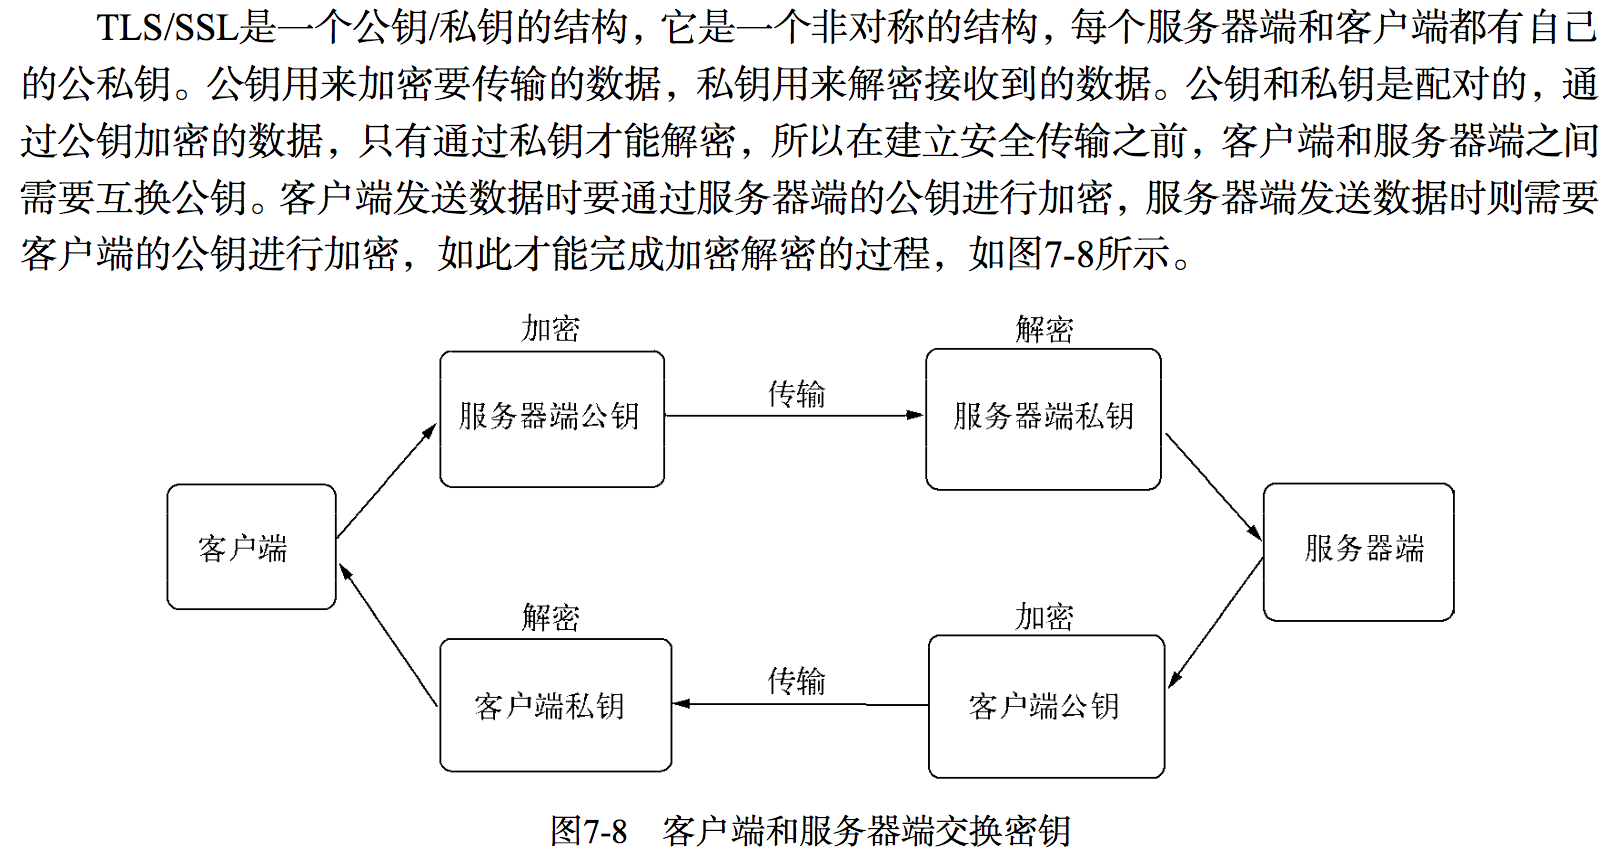 TLS/SSL是一个公钥/私钥的结构，它是一个非对称的结构，每个服务器端和客户端都有自己
的公私钥。公钥用来加密要传输的数据，私钥用来解密接收到的数据。公钥和私钥是配对的，通
过公钥加密的数据，只有通过私钥才能解密，所以在建立安全传输之前，客户端和服务器端之间
需要互换公钥。客户端发送数据时要通过服务器端的公钥进行加密，服务器端发送数据时则需要
客户端的公钥进行加密，如此才能完成加密解密的过程，如图7-8所示。
加密
解密
服务器端公钥
传输
服务器端私钥
客户端
服务器端
解密
加密
客户端私钥
传输
客户端公钥
图7-8 客户端和服务器端交换密钥